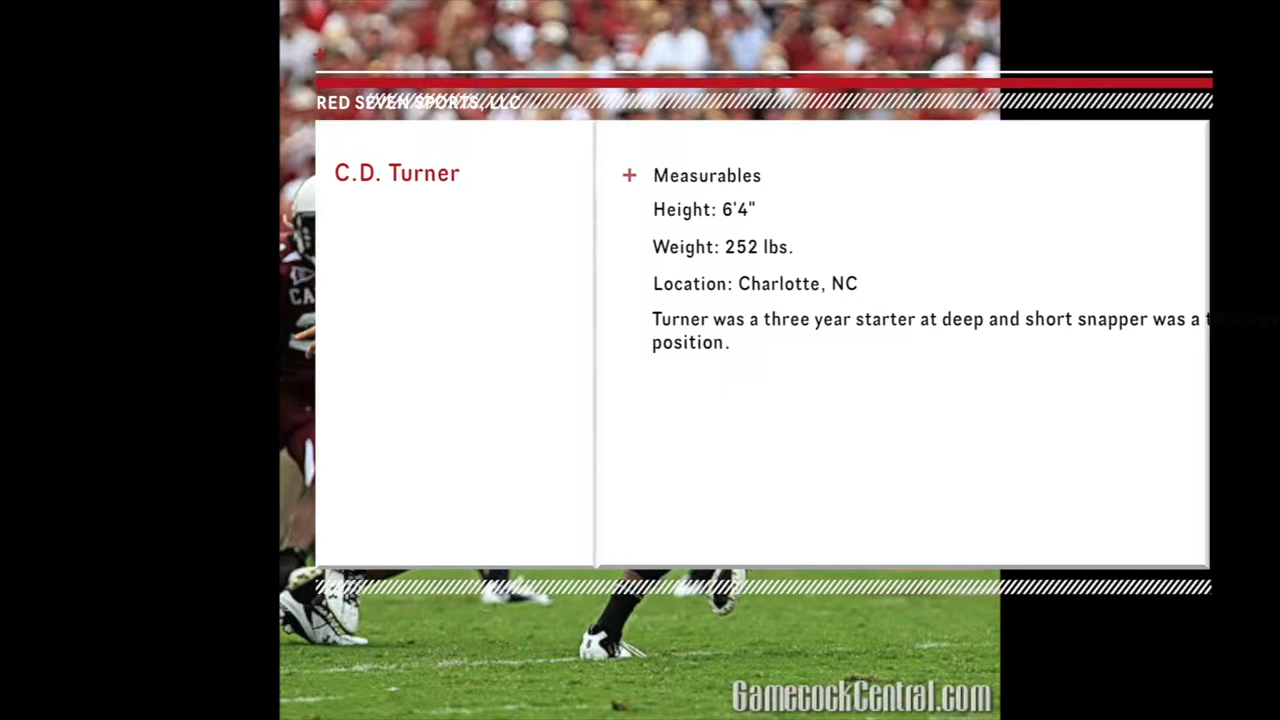 RED SEVEN SPORTS, LLC
C.D. Turner
+ Measurables
Height: 6'4"
Weight: 252 lbs.
Location: Charlotte, NC
Turner was a three year starter at deep and short snapper was a
position.
CA
GamecockCentral.com